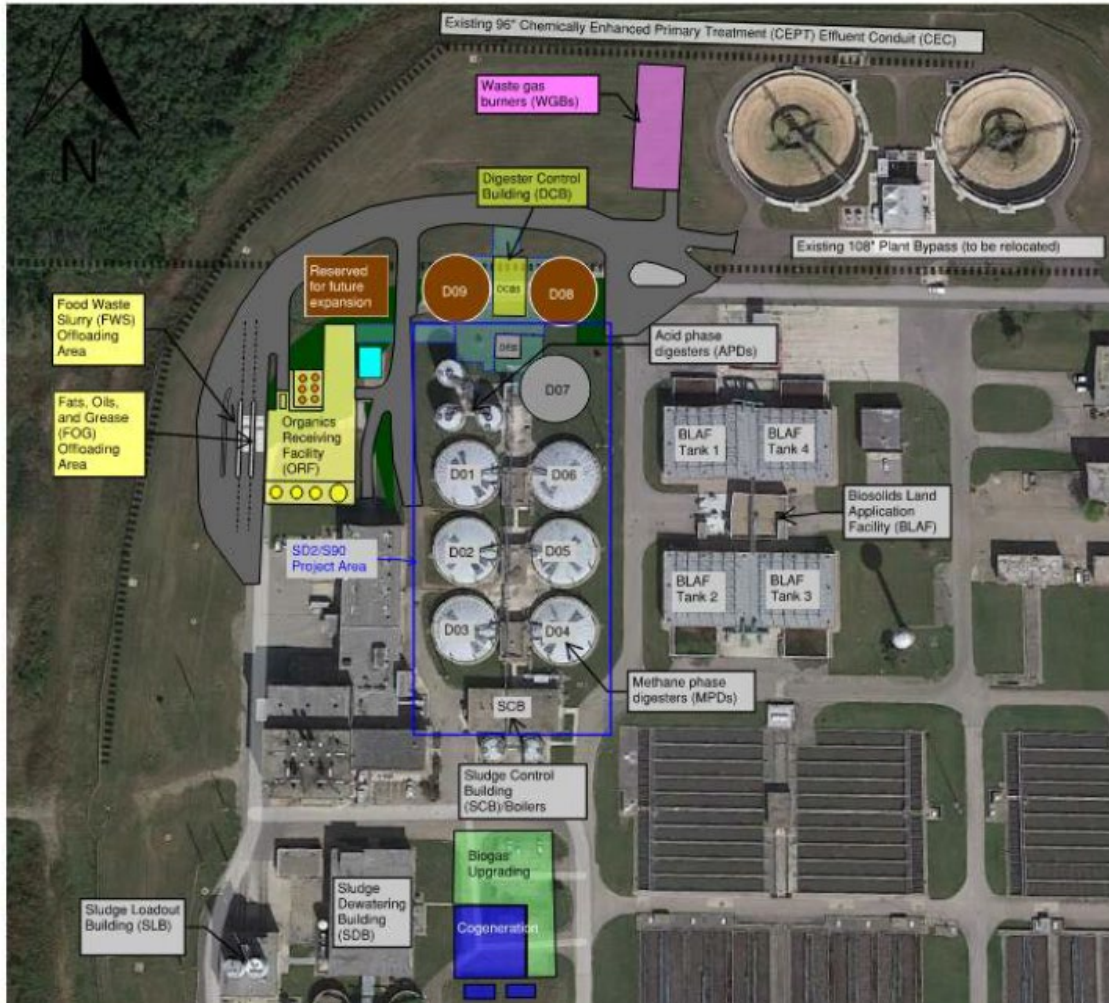 Existing 96" Chemically Enhanced Primary Treatment (CEPT) Effluent Conduit (CEC)
Waste gas
burners (WGBs)
N
Digester Control
Building (DCB)
Existing 108" Plant Bypass (to be relocated)
Reserved
for future
expansion
D09
D08
Food Waste
Slurry (FWS)
Offloading
Area
Acid phase
digesters (APDs)
D07
Fats, Oils,
and Grease
(FOG)
Offloading
Area
Organics
Receiving
Facility
(ORF)
BLAF
Tank 1
BLAF
Tank 4
D01
D06
Biosolids Land
Application
Facility (BLAF)
SD2/S90
Project Area
D02
D05
BLAF
Tank 2
BLAF
Tank 3
D03
D04
Methane phase
digesters (MPDs)
SCB
Sludge Control
Building
(SCB)/Boilers
Biogas
Upgrading
Sludge
Dewatering
Building
(SDB)
Sludge Loadout
Building (SLB)
Cogeneration